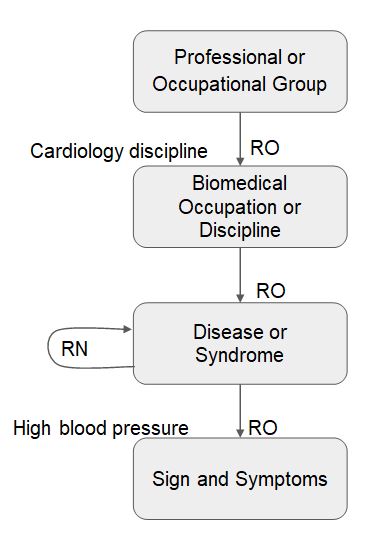 Professional or
Occupational Group
Cardiology discipline
RO
Biomedical
Occupation or
Discipline
RO
Disease or
Syndrome
RN
High blood pressure
RO
Sign and Symptoms